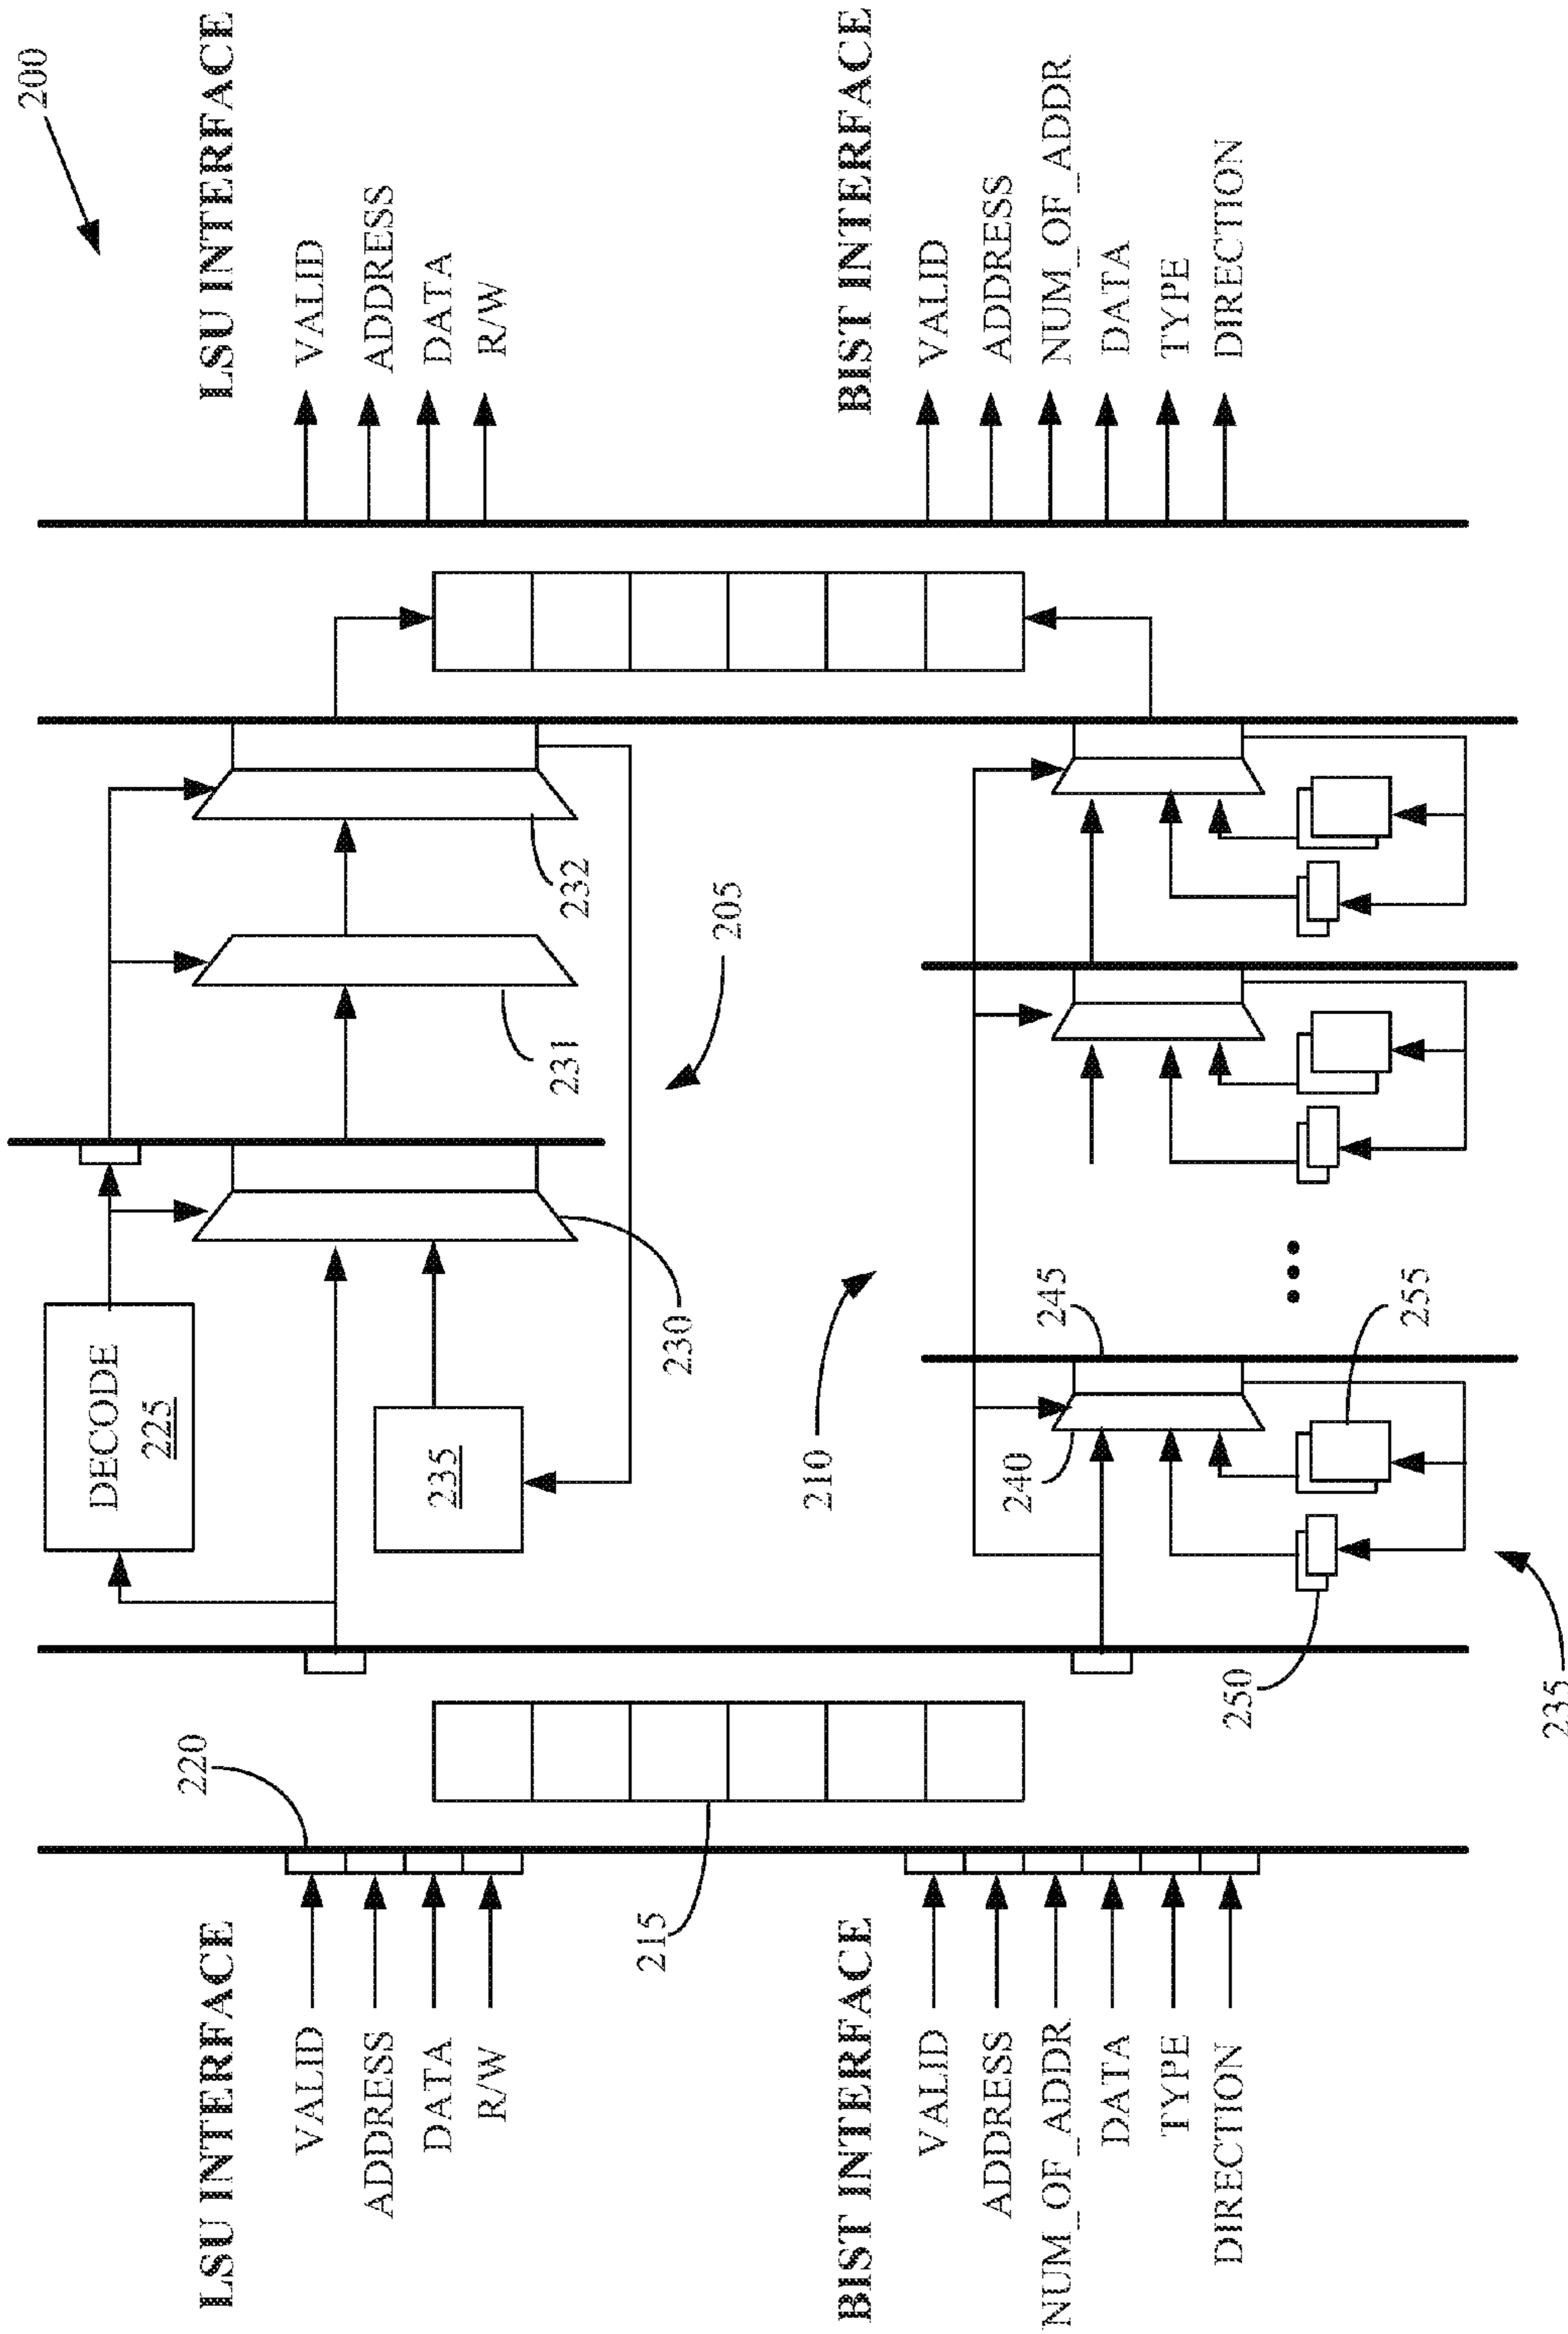 200
LSU INTERFACE
VALID
ADDRESS
DATA
R/W
220
215
DECODE
225
235
230
231
232
205
LSU INTERFACE
VALID
ADDRESS
DATA
R/W
BIST INTERFACE
VALID
ADDRESS
NUM_OF_ADDR
DATA
TYPE
DIRECTION
210
240
245
250
255
235
BIST INTERFACE
VALID
ADDRESS
NUM_OF_ADDR
DATA
TYPE
DIRECTION